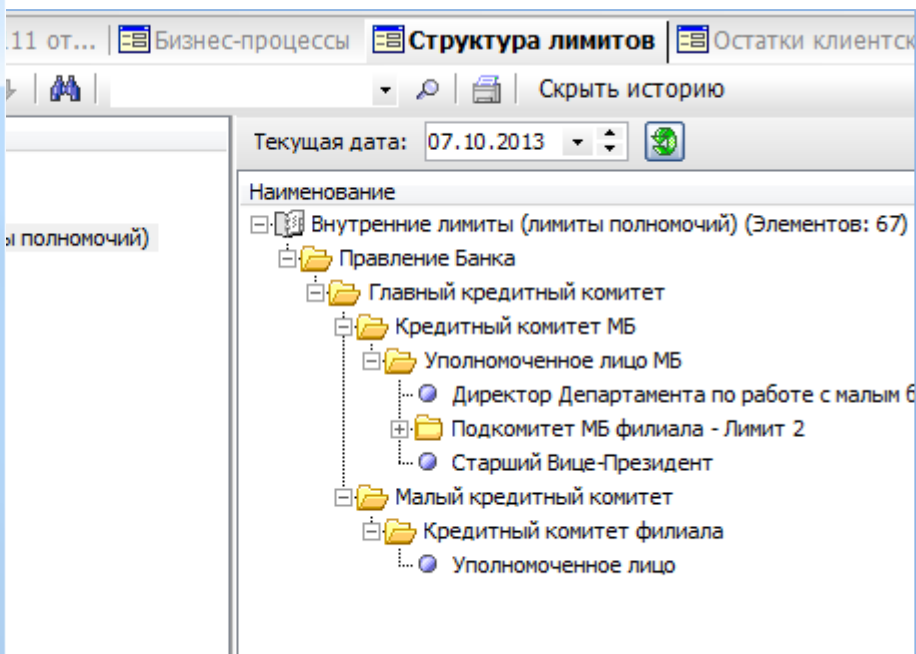 11 от... Бизнес-процессы Структура лимитов Остатки клиентск
Скрыть историю
Текущая дата: 07.10.2013
Наименование
Внутренние лимиты (лимиты полномочий) (Элементов: 67)
ы полномочий)
Правление Банка
Главный кредитный комитет
Кредитный комитет МБ
Уполномоченное лицо МБ
Директор Департамента по работе с малым б
Подкомитет МБ филиала - Лимит 2
Старший Вице-Президент
Малый кредитный комитет
Кредитный комитет филиала
Уполномоченное лицо